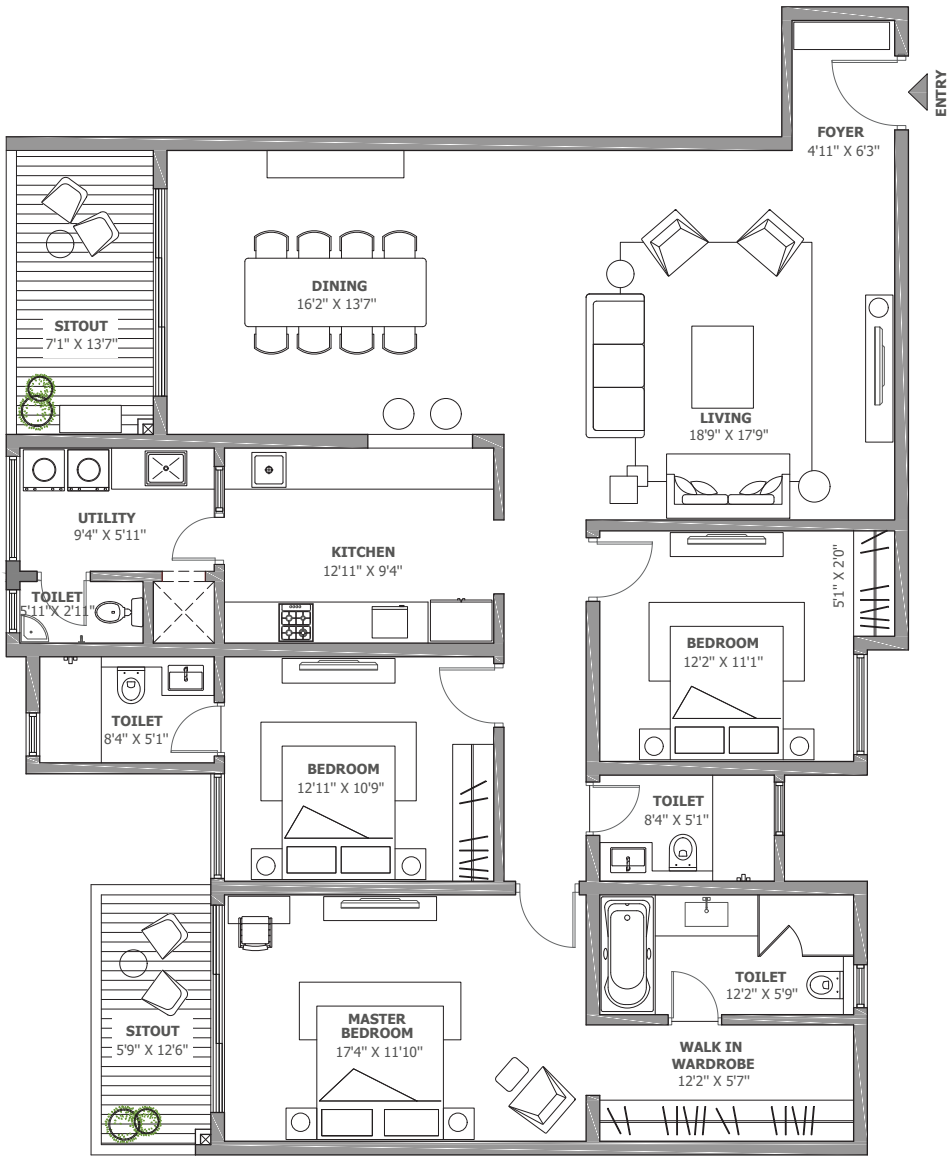 ENTRY
FOYER
4'11" X 6'3"
DINING
16'2" X 13'7"
SITOUT
7'1" X 13'7"
LIVING
18'9" X 17'9"
UTILITY
9'4" X 5'11"
KITCHEN
12'11" X 9'4"
5'1" X 2'0"
TOILET
5'11"X 2'11"
BEDROOM
12'2" X 11'1"
TOILET
8'4" X 5'1"
BEDROOM
12'11" X 10'9"
TOILET
8'4" X 5'1"
TOILET
12'2" X 5'9"
SITOUT
5'9" X 12'6"
MASTER
BEDROOM
17'4" X 11'10"
WALK IN
WARDROBE
12'2" X 5'7"